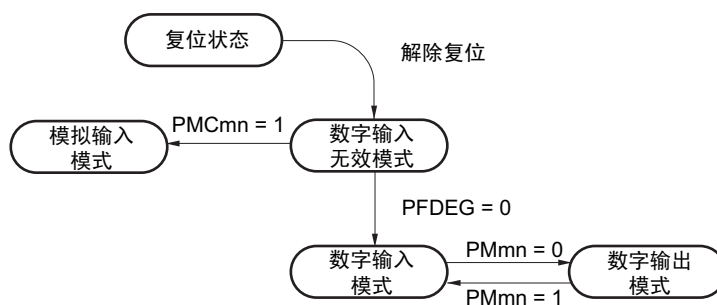 复位状态
解除复位
模拟输入
模式
PMCmn = 1
数字输入
无效模式
PFDEG = 0
数字输入
模式
PMmn = 0
PMmn = 1
数字输出
模式